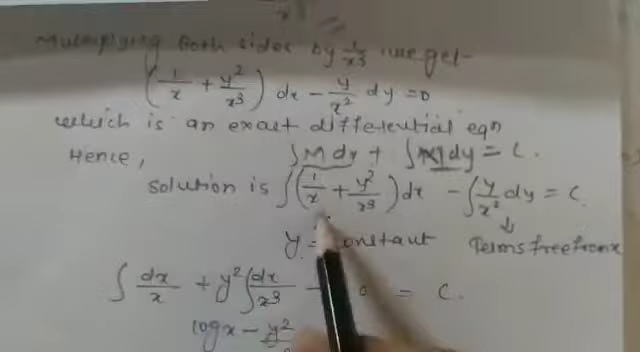 Multiplying both sides by 1/x³ we get
(1/x + y²/x³) dx - y/x² dy = 0
which is an exact differential eqn
Hence, ∫M dy + ∫N dy = C.
solution is ∫(1/x + y²/x³) dx - ∫y/x² dy = C
y = constant Terms free from x
∫dx/x + y²∫dx/x³ - 0 = C.
log x - y²